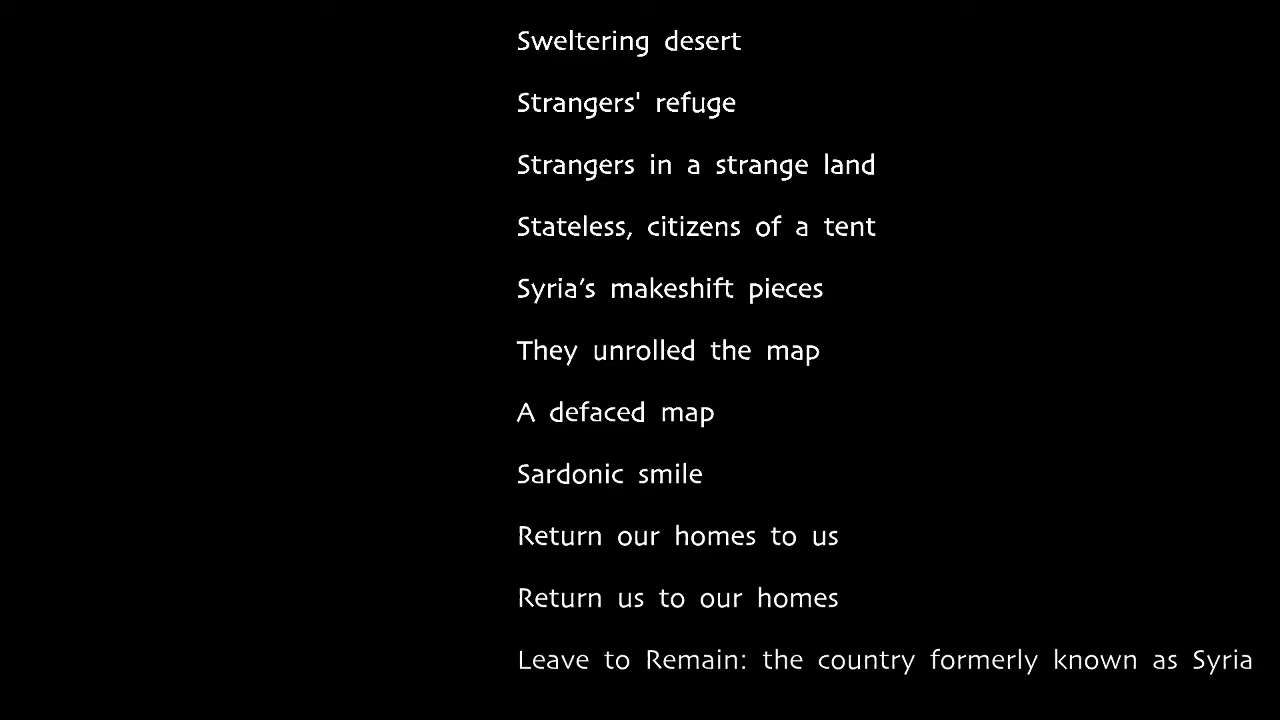 Sweltering desert
Strangers' refuge
Strangers in a strange land
Stateless, citizens of a tent
Syria’s makeshift pieces
They unrolled the map
A defaced map
Sardonic smile
Return our homes to us
Return us to our homes
Leave to Remain: the country formerly known as Syria